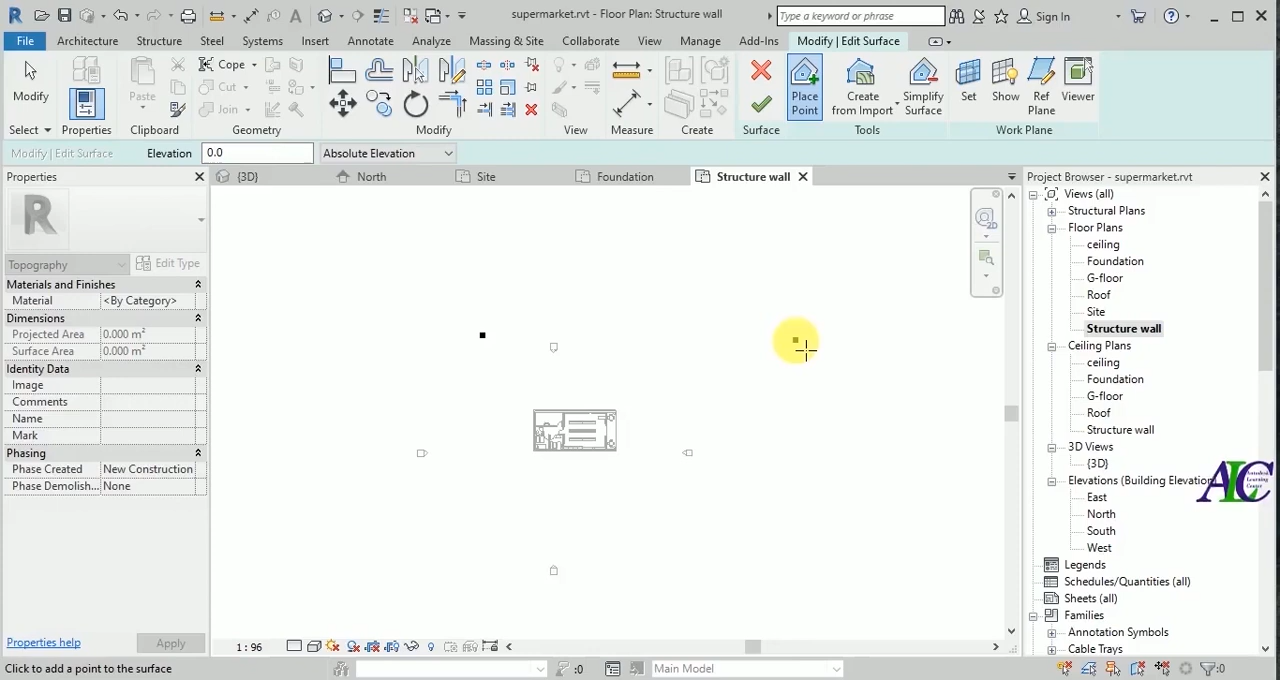 supermarket.rvt - Floor Plan: Structure wall
Type a keyword or phrase
Sign In
File
Architecture
Structure
Steel
Systems
Insert
Annotate
Analyze
Massing & Site
Collaborate
View
Manage
Add-Ins
Modify | Edit Surface
Modify
Paste
Cope
Cut
Join
Place
Point
Create
from Import
Simplify
Surface
Set
Show
Ref
Plane
Viewer
Select
Properties
Clipboard
Geometry
Modify
View
Measure
Create
Surface
Tools
Work Plane
Modify | Edit Surface
Elevation
0.0
Absolute Elevation
Properties
{3D}
North
Site
Foundation
Structure wall
Project Browser - supermarket.rvt
R
Topography
Edit Type
Materials and Finishes
Material
<By Category>
Dimensions
Projected Area
0.000 m²
Surface Area
0.000 m²
Identity Data
Image
Comments
Name
Mark
Phasing
Phase Created
New Construction
Phase Demolish...
None
Properties help
Apply
2D
Views (all)
Structural Plans
Floor Plans
ceiling
Foundation
G-floor
Roof
Site
Structure wall
Ceiling Plans
ceiling
Foundation
G-floor
Roof
Structure wall
3D Views
{3D}
Elevations (Building Elevation)
East
North
South
West
Legends
Schedules/Quantities (all)
Sheets (all)
Families
Annotation Symbols
Cable Trays
ALC
Autodesk
Learning
Center
1 : 96
Click to add a point to the surface
:0
Main Model
:0